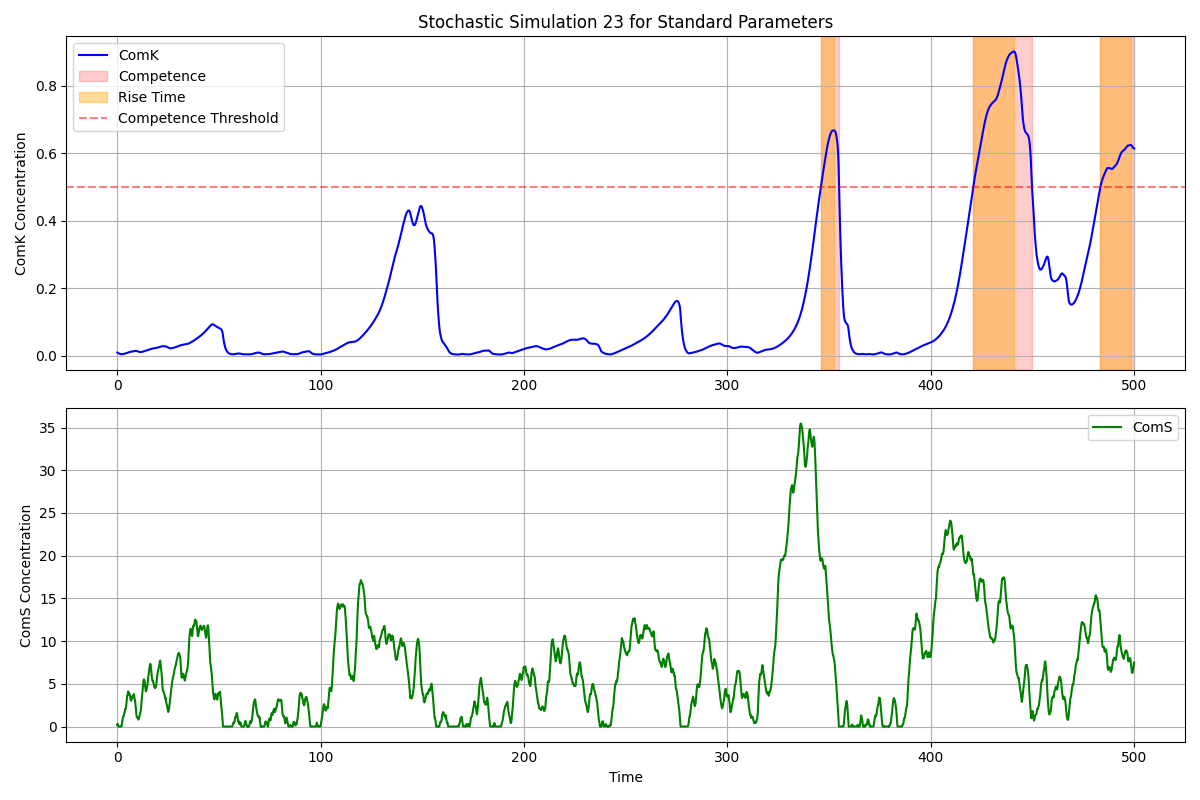 Stochastic Simulation 23 for Standard Parameters
ComK Concentration
ComK
Competence
Rise Time
Competence Threshold
0.8
0.6
0.4
0.2
0.0
0 100 200 300 400 500
ComS Concentration
ComS
35
30
25
20
15
10
5
0
0 100 200 300 400 500
Time